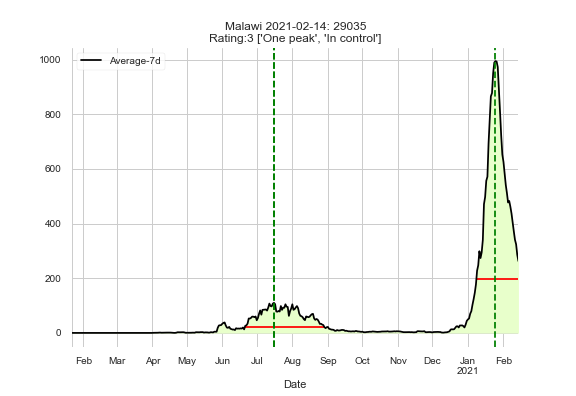 Malawi 2021-02-14: 29035
Rating:3 ['One peak', 'In control']
Average-7d
1000
800
600
400
200
0
Feb Mar Apr May Jun Jul Aug Sep Oct Nov Dec Jan Feb
2021
Date